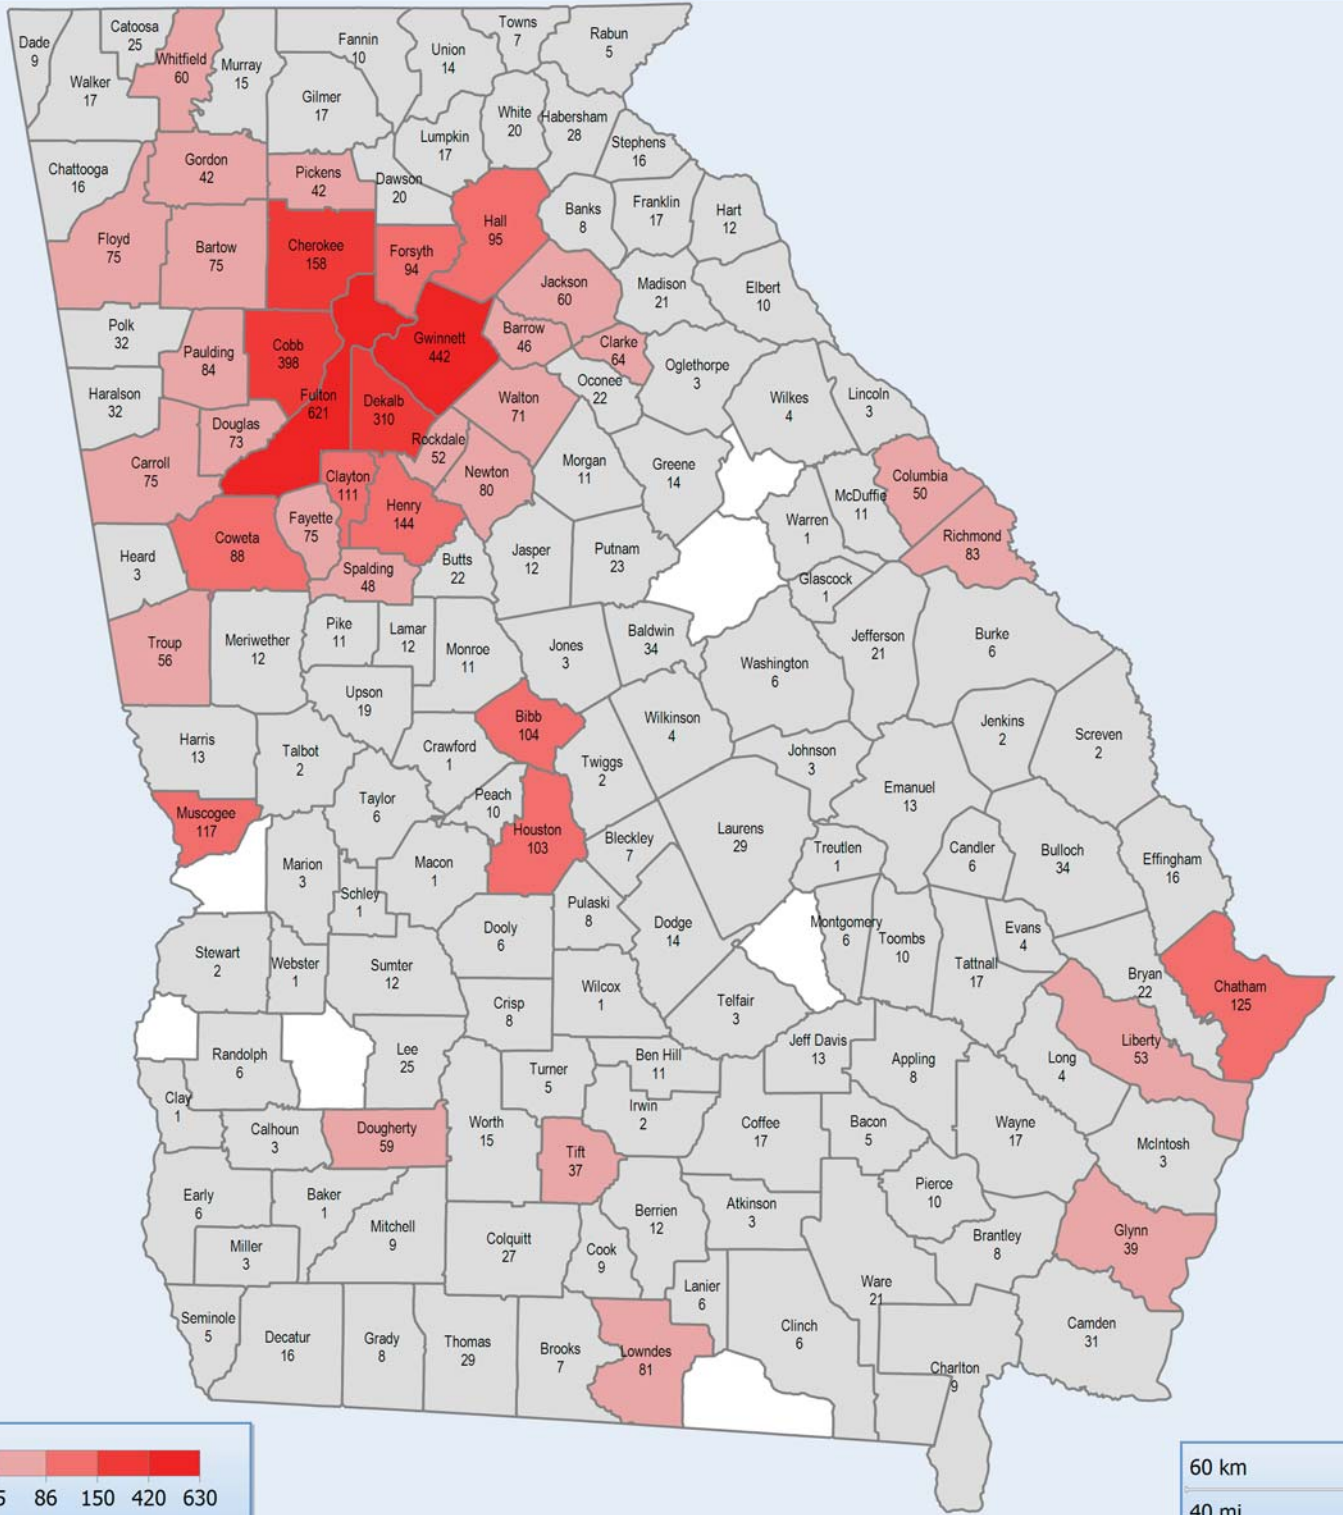 Dade
9
Catoosa
25
Whitfield
60
Walker
17
Murray
15
Fannin
10
Gilmer
17
Union
14
Towns
7
Rabun
5
White
20
Habersham
28
Lumpkin
17
Stephens
16
Chattooga
16
Gordon
42
Pickens
42
Dawson
20
Hall
95
Banks
8
Franklin
17
Hart
12
Floyd
75
Bartow
75
Cherokee
158
Forsyth
94
Jackson
60
Madison
21
Elbert
10
Polk
32
Paulding
84
Cobb
398
Gwinnett
442
Barrow
46
Clarke
64
Oglethorpe
3
Oconee
22
Wilkes
4
Lincoln
3
Haralson
32
Fulton
621
Dekalb
310
Walton
71
Douglas
73
Rockdale
52
Carroll
75
Clayton
111
Newton
80
Morgan
11
Greene
14
McDuffie
11
Columbia
50
Coweta
88
Fayette
75
Henry
144
Warren
1
Richmond
83
Heard
3
Spalding
48
Butts
22
Jasper
12
Putnam
23
Glascock
1
Troup
56
Meriwether
12
Pike
11
Lamar
12
Monroe
11
Jones
3
Baldwin
34
Washington
6
Jefferson
21
Burke
6
Upson
19
Bibb
104
Wilkinson
4
Jenkins
2
Screven
2
Harris
13
Talbot
2
Crawford
1
Twiggs
2
Johnson
3
Emanuel
13
Muscogee
117
Taylor
6
Peach
10
Houston
103
Bleckley
7
Laurens
29
Treutlen
1
Candler
6
Bulloch
34
Effingham
16
Marion
3
Macon
1
Schley
1
Pulaski
8
Dodge
14
Dooly
6
Montgomery
6
Toombs
10
Evans
4
Tattnall
17
Bryan
22
Chatham
125
Stewart
2
Webster
1
Sumter
12
Crisp
8
Wilcox
1
Telfair
3
Randolph
6
Lee
25
Turner
5
Ben Hill
11
Jeff Davis
13
Appling
8
Long
4
Liberty
53
Clay
1
Calhoun
3
Dougherty
59
Worth
15
Tift
37
Irwin
2
Coffee
17
Bacon
5
Wayne
17
McIntosh
3
Early
6
Baker
1
Mitchell
9
Miller
3
Colquitt
27
Cook
9
Berrien
12
Atkinson
3
Pierce
10
Brantley
8
Glynn
39
Lanier
6
Ware
21
Seminole
5
Decatur
16
Grady
8
Thomas
29
Brooks
7
Lowndes
81
Clinch
6
Charlton
9
Camden
31
86 150 420 630
60 km
40 mi